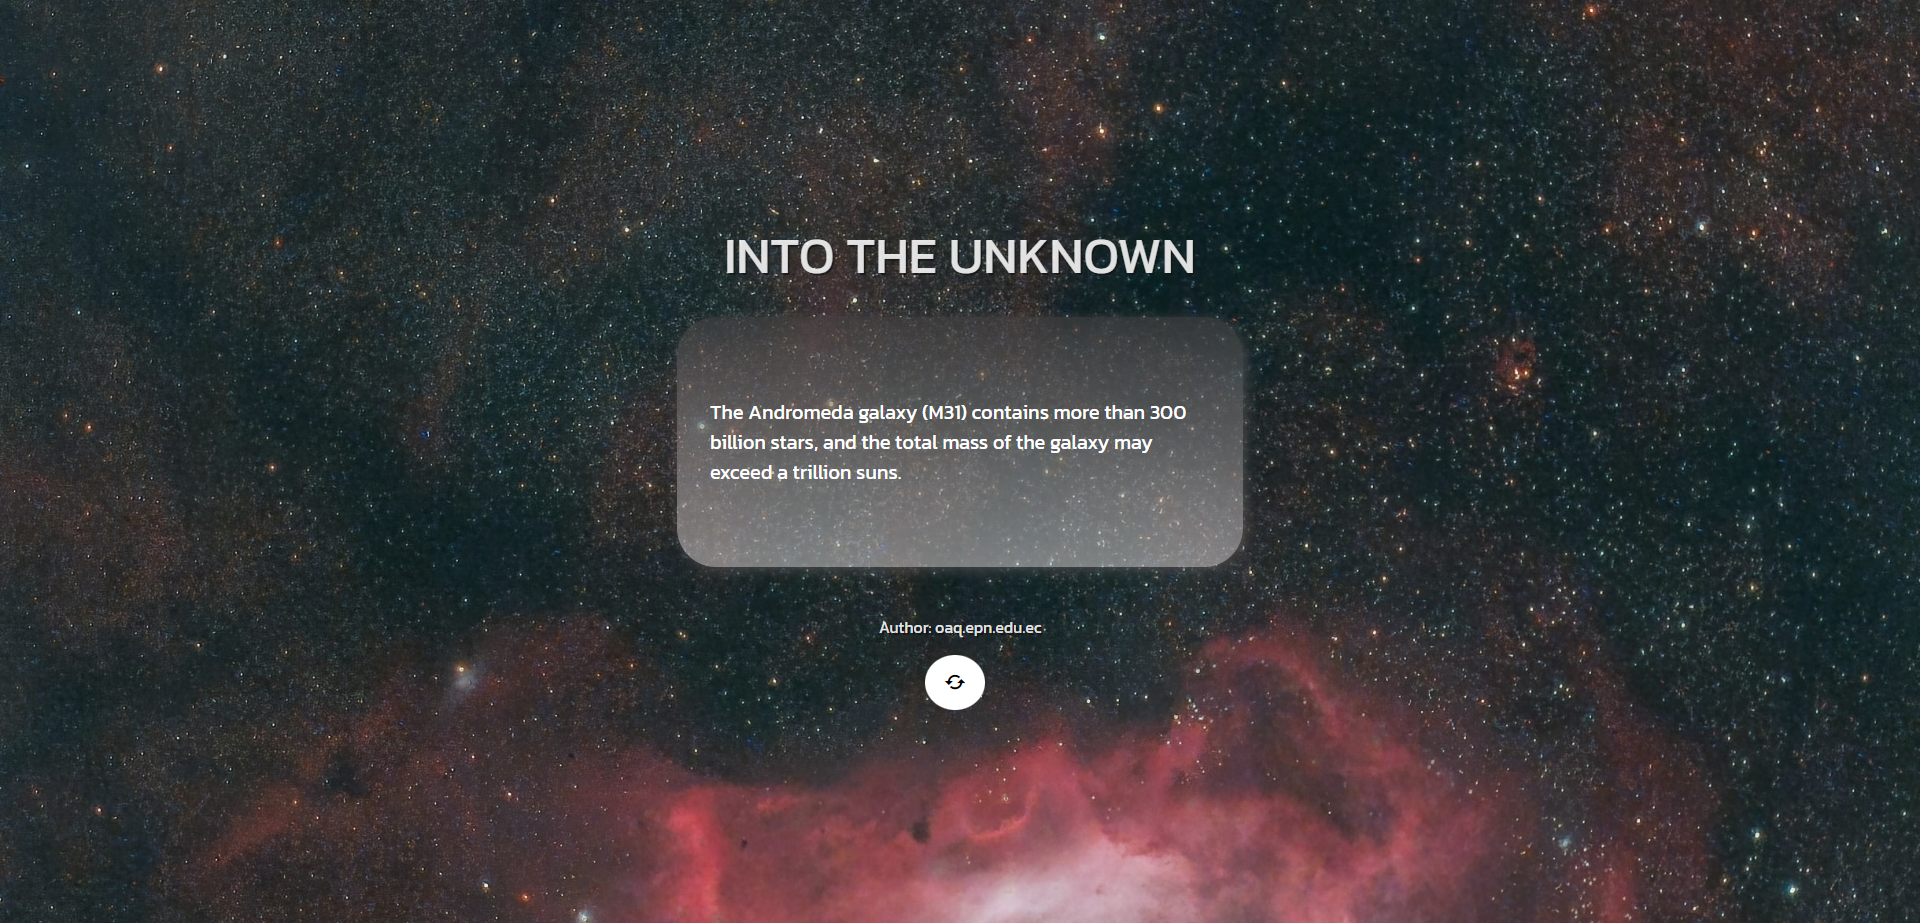 INTO THE UNKNOWN
The Andromeda galaxy (M31) contains more than 300
billion stars, and the total mass of the galaxy may
exceed a trillion suns.
Author: oaq.epn.edu.ec